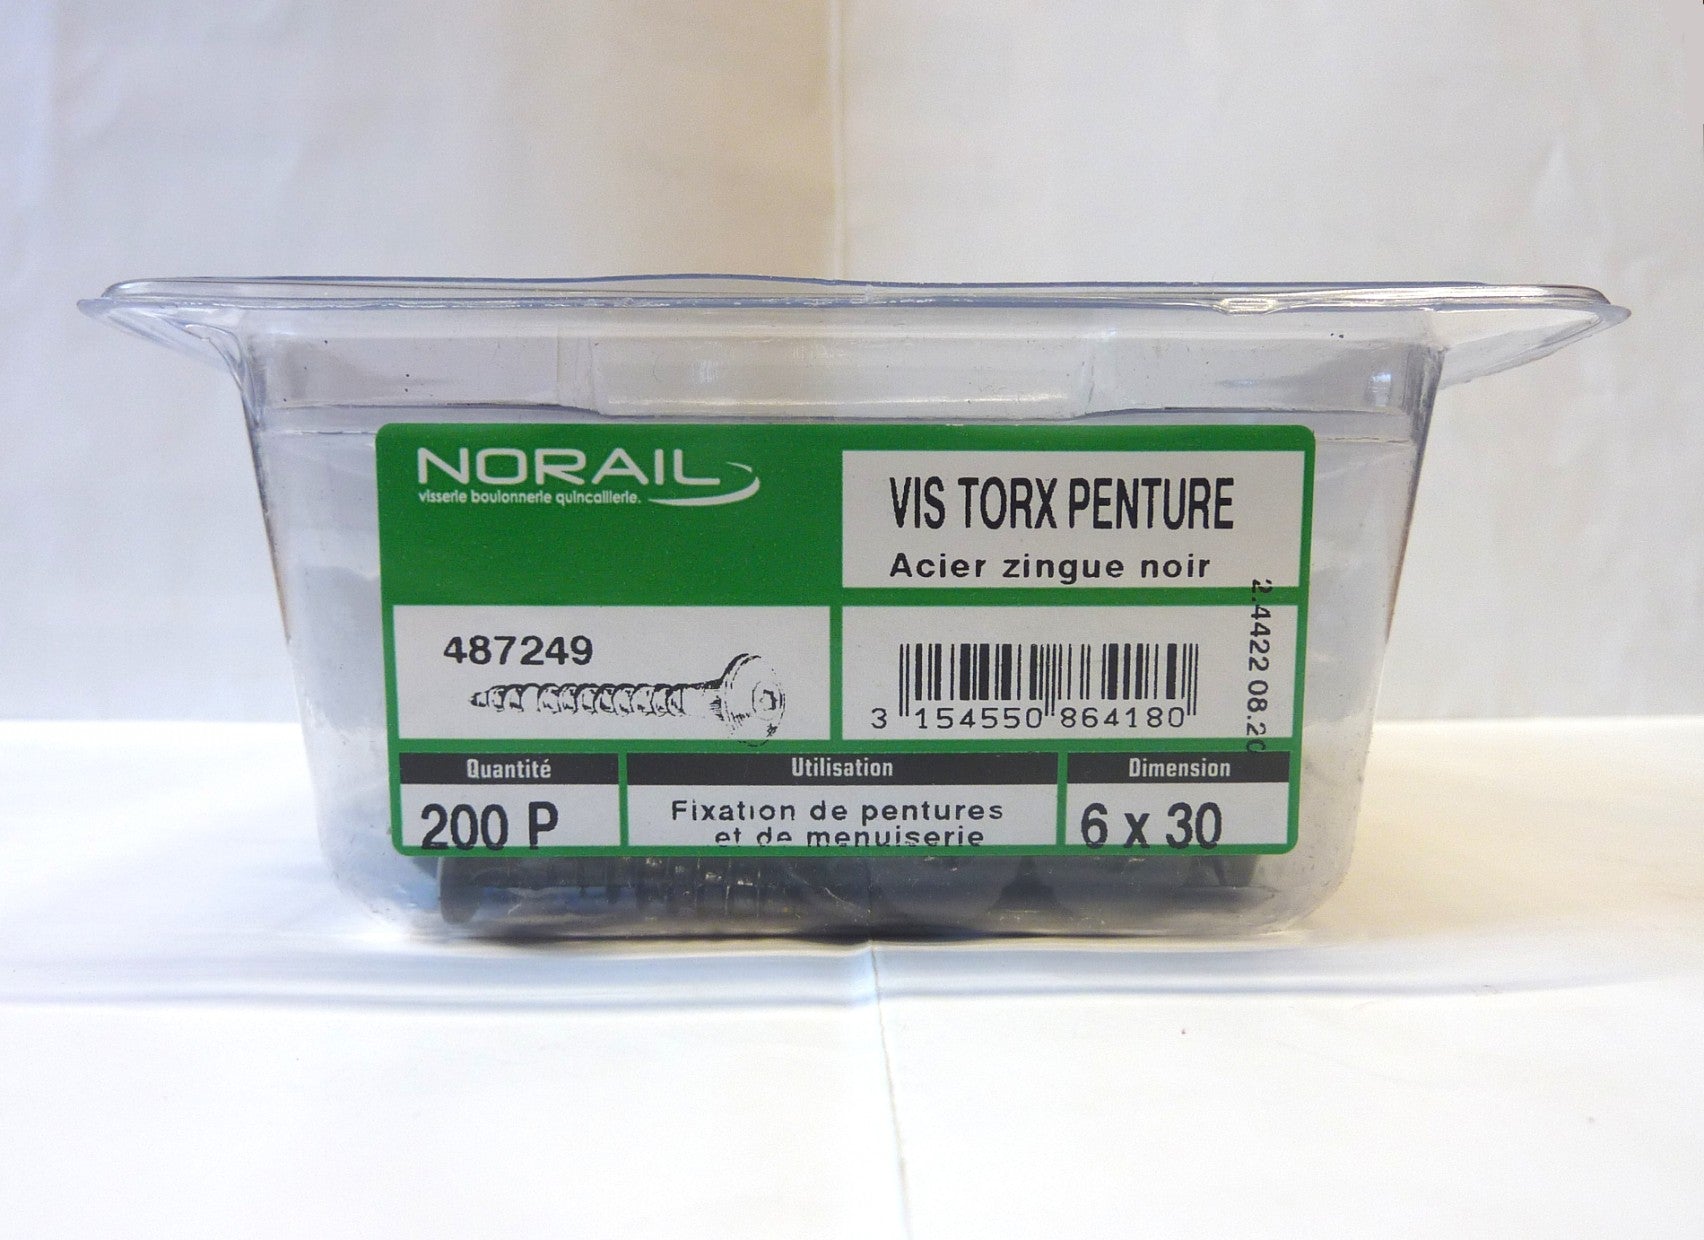 NORAIL
visserie boulonnerie quincaillerie.
VIS TORX PENTURE
Acier zingue noir
487249
3 154550 864180
2.4422 08.20
Quantité
200 P
Utilisation
Fixation de pentures
et de menuiserie
Dimension
6 x 30